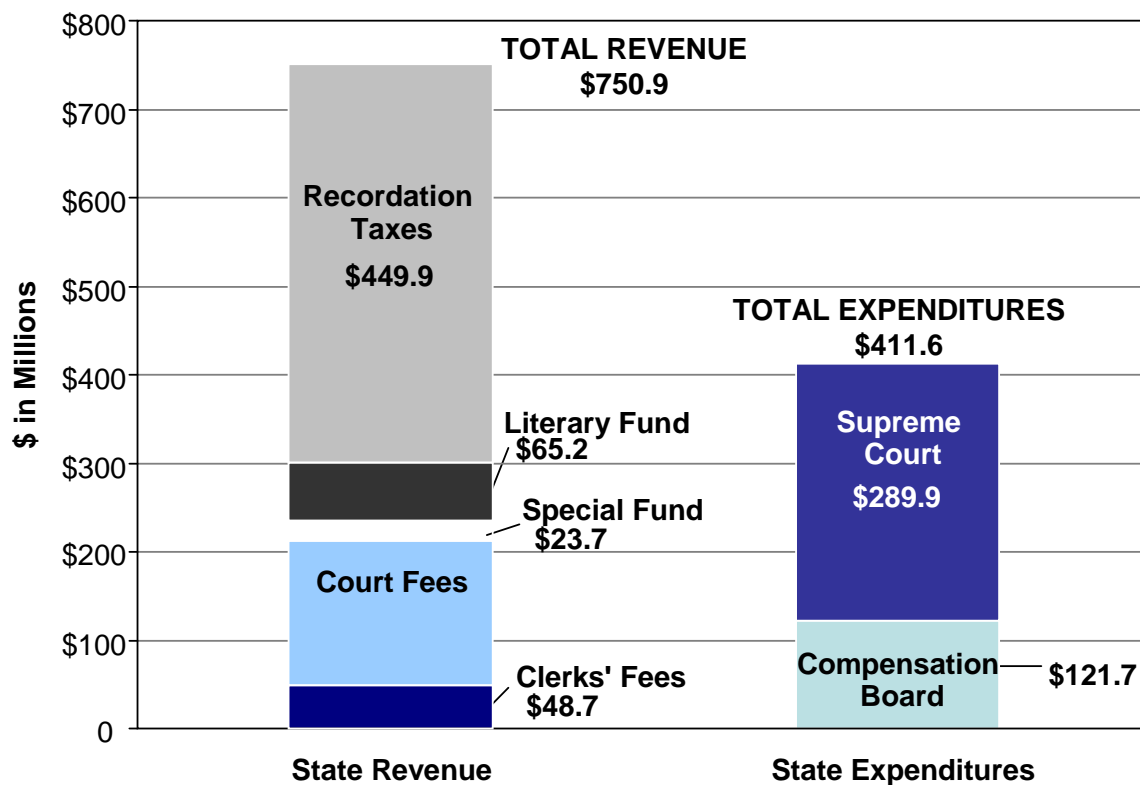 $800
$700
$600
$500
$400
$300
$200
$100
0
$ in Millions
TOTAL REVENUE
$750.9
Recordation
Taxes
$449.9
Literary Fund
$65.2
Special Fund
$23.7
Court Fees
Clerks' Fees
$48.7
TOTAL EXPENDITURES
$411.6
Supreme
Court
$289.9
Compensation
Board
$121.7
State Revenue
State Expenditures